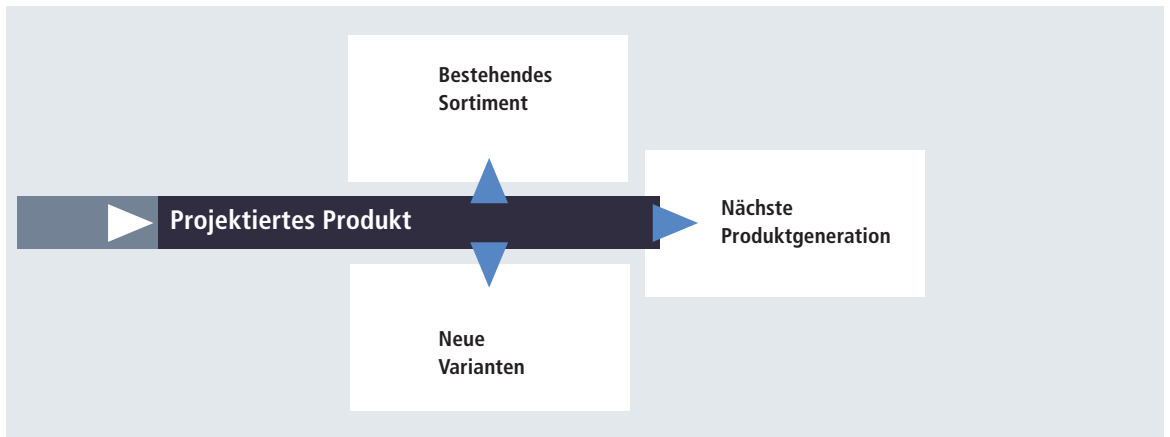 Bestehendes
Sortiment
Projektiertes Produkt
Nächste
Produktgeneration
Neue
Varianten